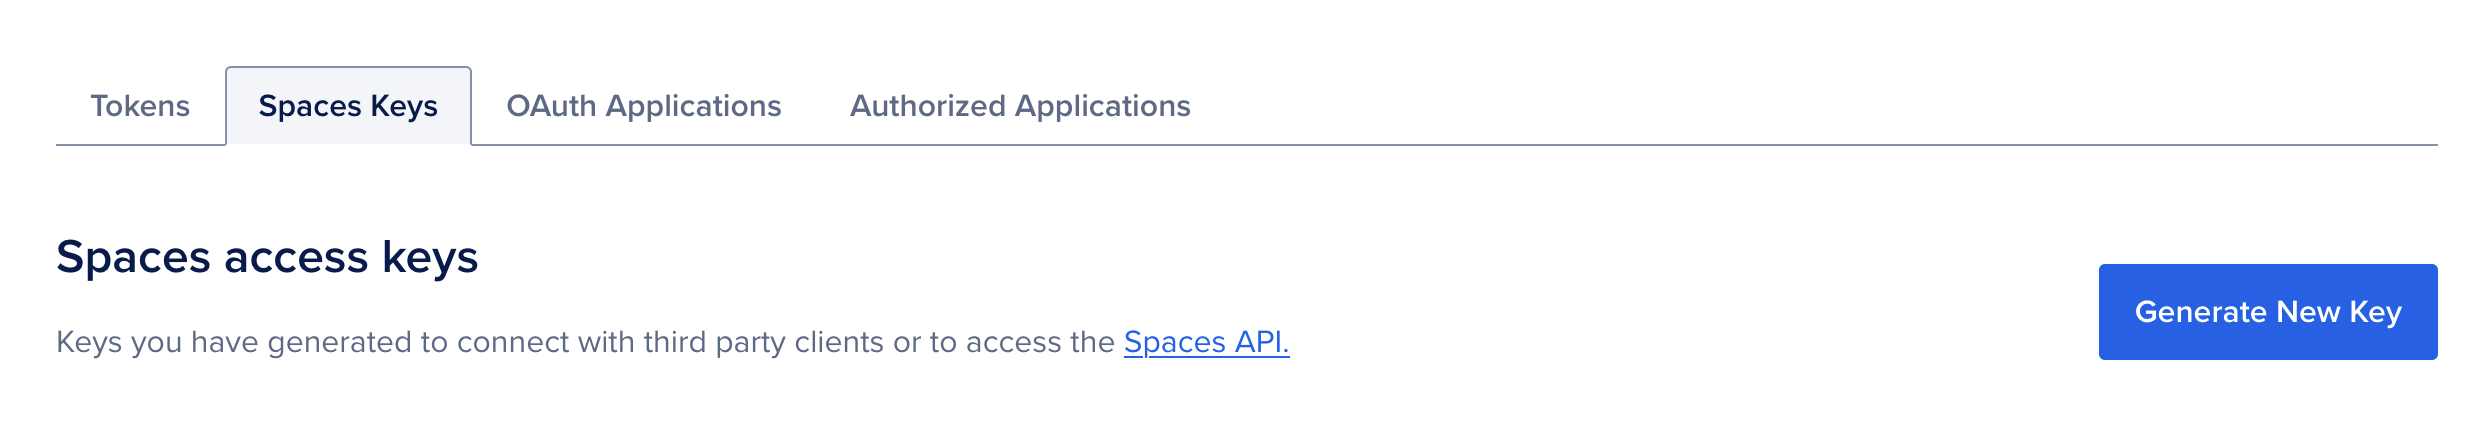 Tokens Spaces Keys OAuth Applications Authorized Applications
Spaces access keys
Generate New Key
Keys you have generated to connect with third party clients or to access the Spaces API.